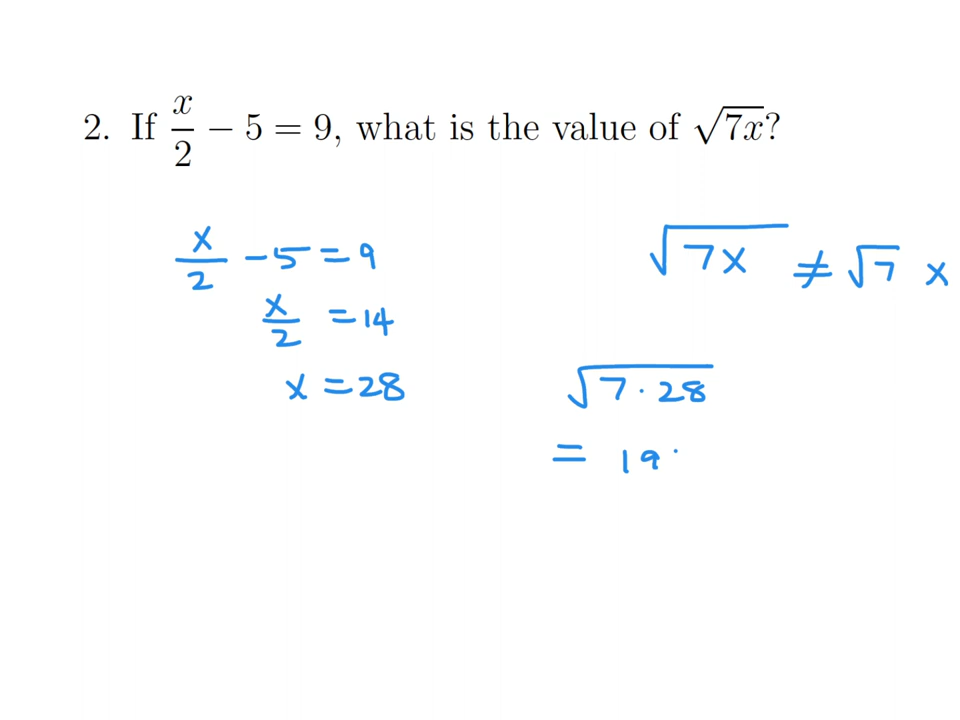 2. If x/2 − 5 = 9, what is the value of √(7x)?
x/2 − 5 = 9
x/2 = 14
x = 28
√(7x) ≠ √7 x
√(7 · 28)
= 19